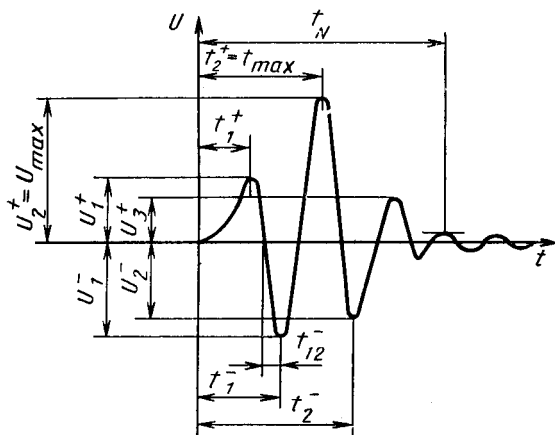 U
t_N
t_2^+=t_max
t_1^+
U_2^+=U_max
U_1^+
U_3^+
t
U_1^-
U_2^-
t_12^-
t_1^-
t_2^-